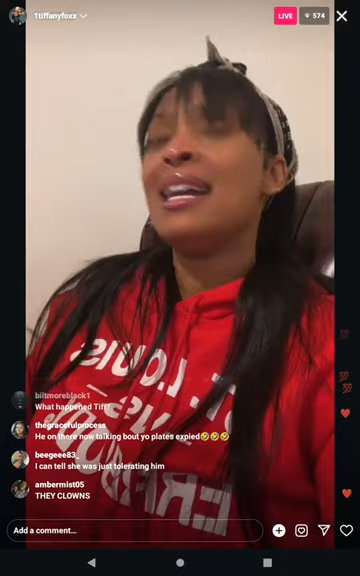 1tiffanyfoxx
LIVE
574
biltmoreblack1
What happened Tiff?
thegracefulprocess
He on there now talking bout yo plates expied🤣🤣🤣
beegeee83_
I can tell she was just tolerating him
ambermist05
THEY CLOWNS
Add a comment...